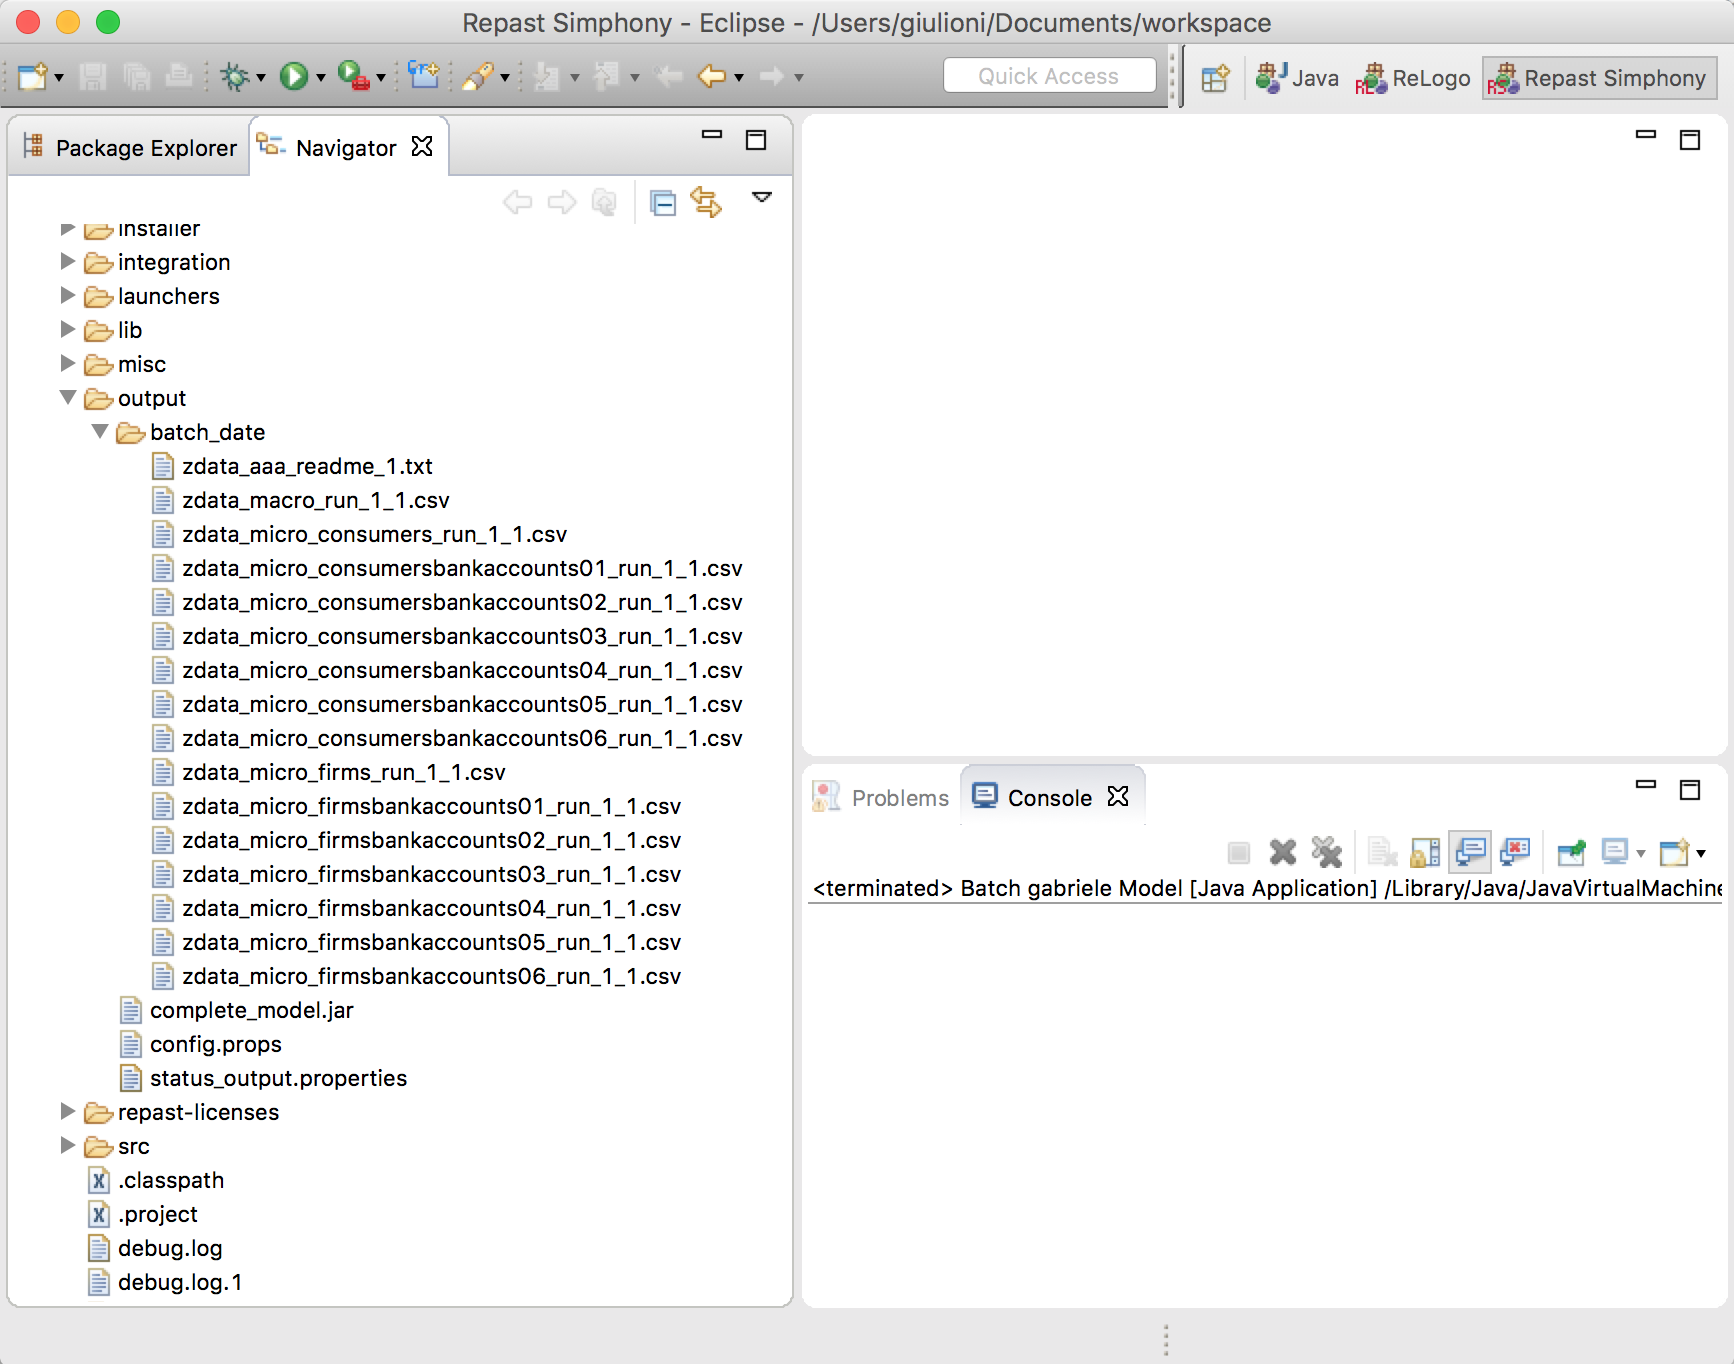 Repast Simphony - Eclipse - /Users/giulioni/Documents/workspace
Quick Access
Java
ReLogo
Repast Simphony
Package Explorer
Navigator
installer
integration
launchers
lib
misc
output
batch_date
zdata_aaa_readme_1.txt
zdata_macro_run_1_1.csv
zdata_micro_consumers_run_1_1.csv
zdata_micro_consumersbankaccounts01_run_1_1.csv
zdata_micro_consumersbankaccounts02_run_1_1.csv
zdata_micro_consumersbankaccounts03_run_1_1.csv
zdata_micro_consumersbankaccounts04_run_1_1.csv
zdata_micro_consumersbankaccounts05_run_1_1.csv
zdata_micro_consumersbankaccounts06_run_1_1.csv
zdata_micro_firms_run_1_1.csv
zdata_micro_firmsbankaccounts01_run_1_1.csv
zdata_micro_firmsbankaccounts02_run_1_1.csv
zdata_micro_firmsbankaccounts03_run_1_1.csv
zdata_micro_firmsbankaccounts04_run_1_1.csv
zdata_micro_firmsbankaccounts05_run_1_1.csv
zdata_micro_firmsbankaccounts06_run_1_1.csv
complete_model.jar
config.props
status_output.properties
repast-licenses
src
.classpath
.project
debug.log
debug.log.1
Problems
Console
<terminated> Batch gabriele Model [Java Application] /Library/Java/JavaVirtualMachine